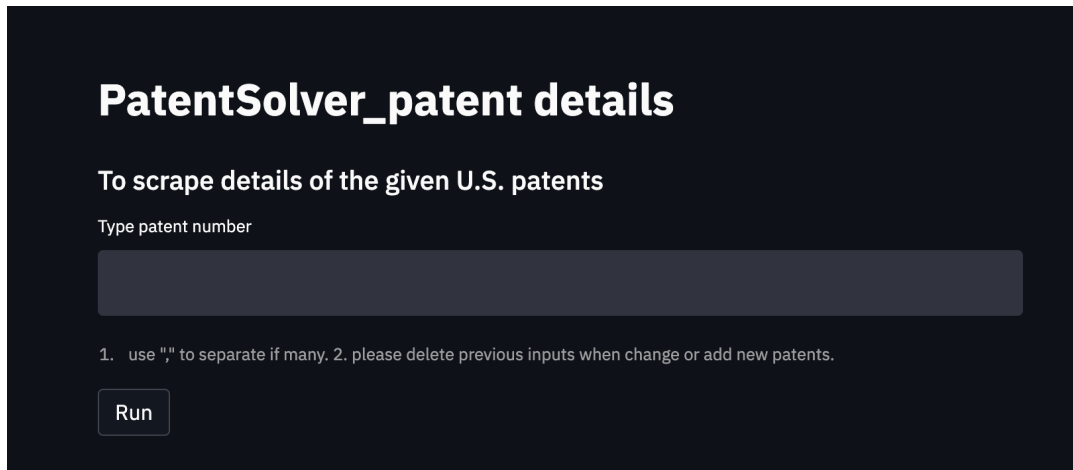 PatentSolver_patent details
To scrape details of the given U.S. patents
Type patent number
1. use "," to separate if many. 2. please delete previous inputs when change or add new patents.
Run